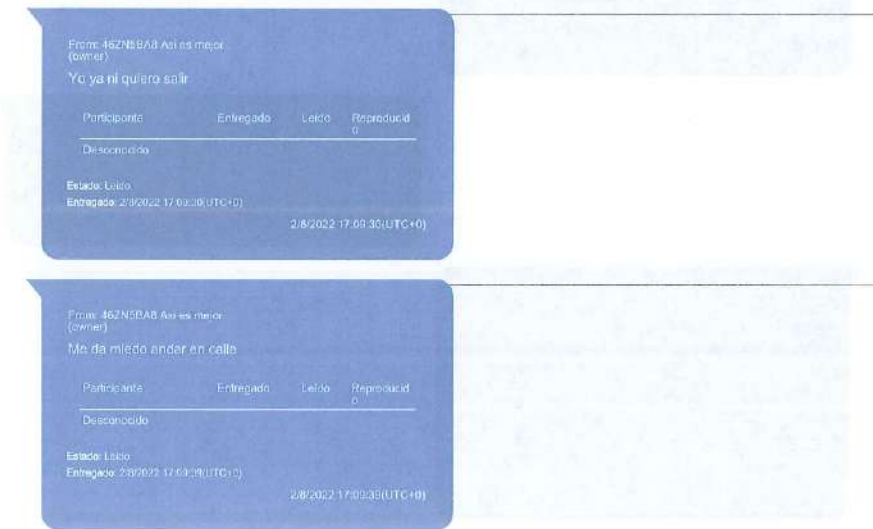 From: 46ZN5BA8 Asi es mejor
(owner)
Yo ya ni quiero salir
Participante Entregado Leído Reproducid
o
Desconocido
Estado: Leído
Entregado: 2/8/2022 17:09:30(UTC+0)
2/8/2022 17:09:30(UTC+0)
From: 46ZN5BA8 Asi es mejor
(owner)
Me da miedo andar en calle
Participante Entregado Leído Reproducid
o
Desconocido
Estado: Leído
Entregado: 2/8/2022 17:09:39(UTC+0)
2/8/2022 17:09:39(UTC+0)